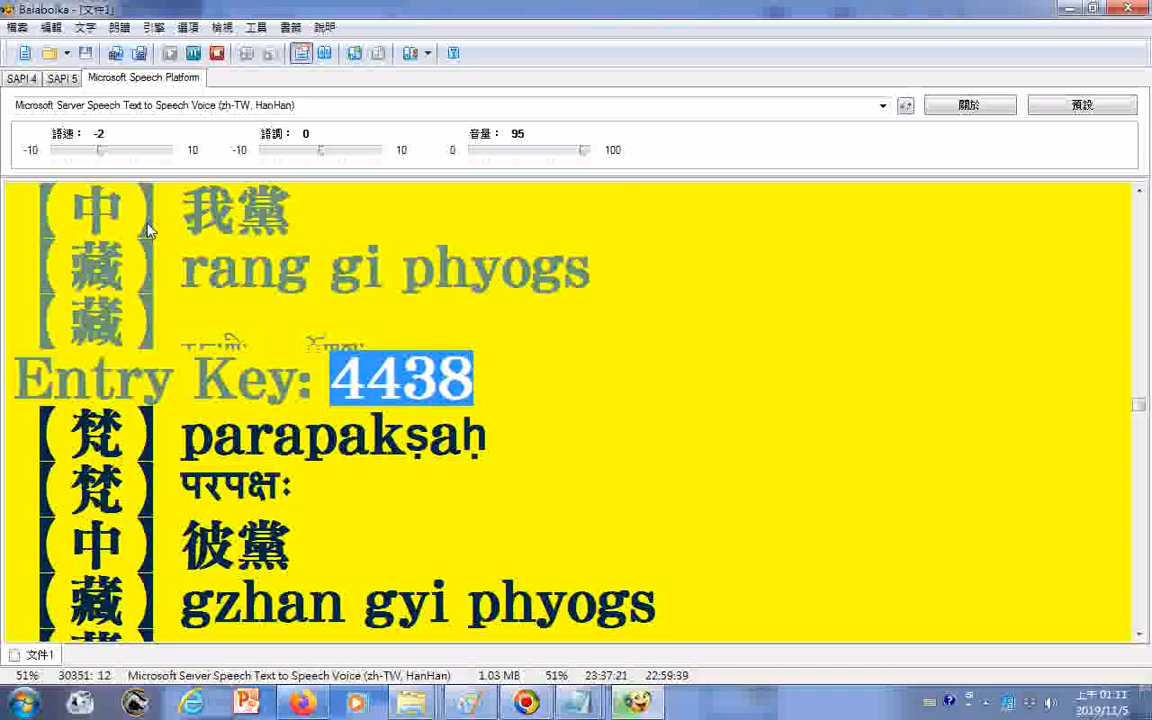 Balabolka - [文件1]
檔案 編輯 文字 朗讀 引擎 選項 檢視 工具 書籤 說明
SAPI 4 SAPI 5 Microsoft Speech Platform
Microsoft Server Speech Text to Speech Voice (zh-TW, HanHan)
關於 預設
語速： -2 語調： 0 音量： 95
-10 10 -10 10 0 100
【中】 我黨
【藏】 rang gi phyogs
【藏】
Entry Key: 4438
【梵】 parapakṣaḥ
【梵】 परपक्षः
【中】 彼黨
【藏】 gzhan gyi phyogs
文件1
51% 30351: 12 Microsoft Server Speech Text to Speech Voice (zh-TW, HanHan) 1.03 MB 51% 23:37:21 22:59:39
上午 01:11
2019/11/5